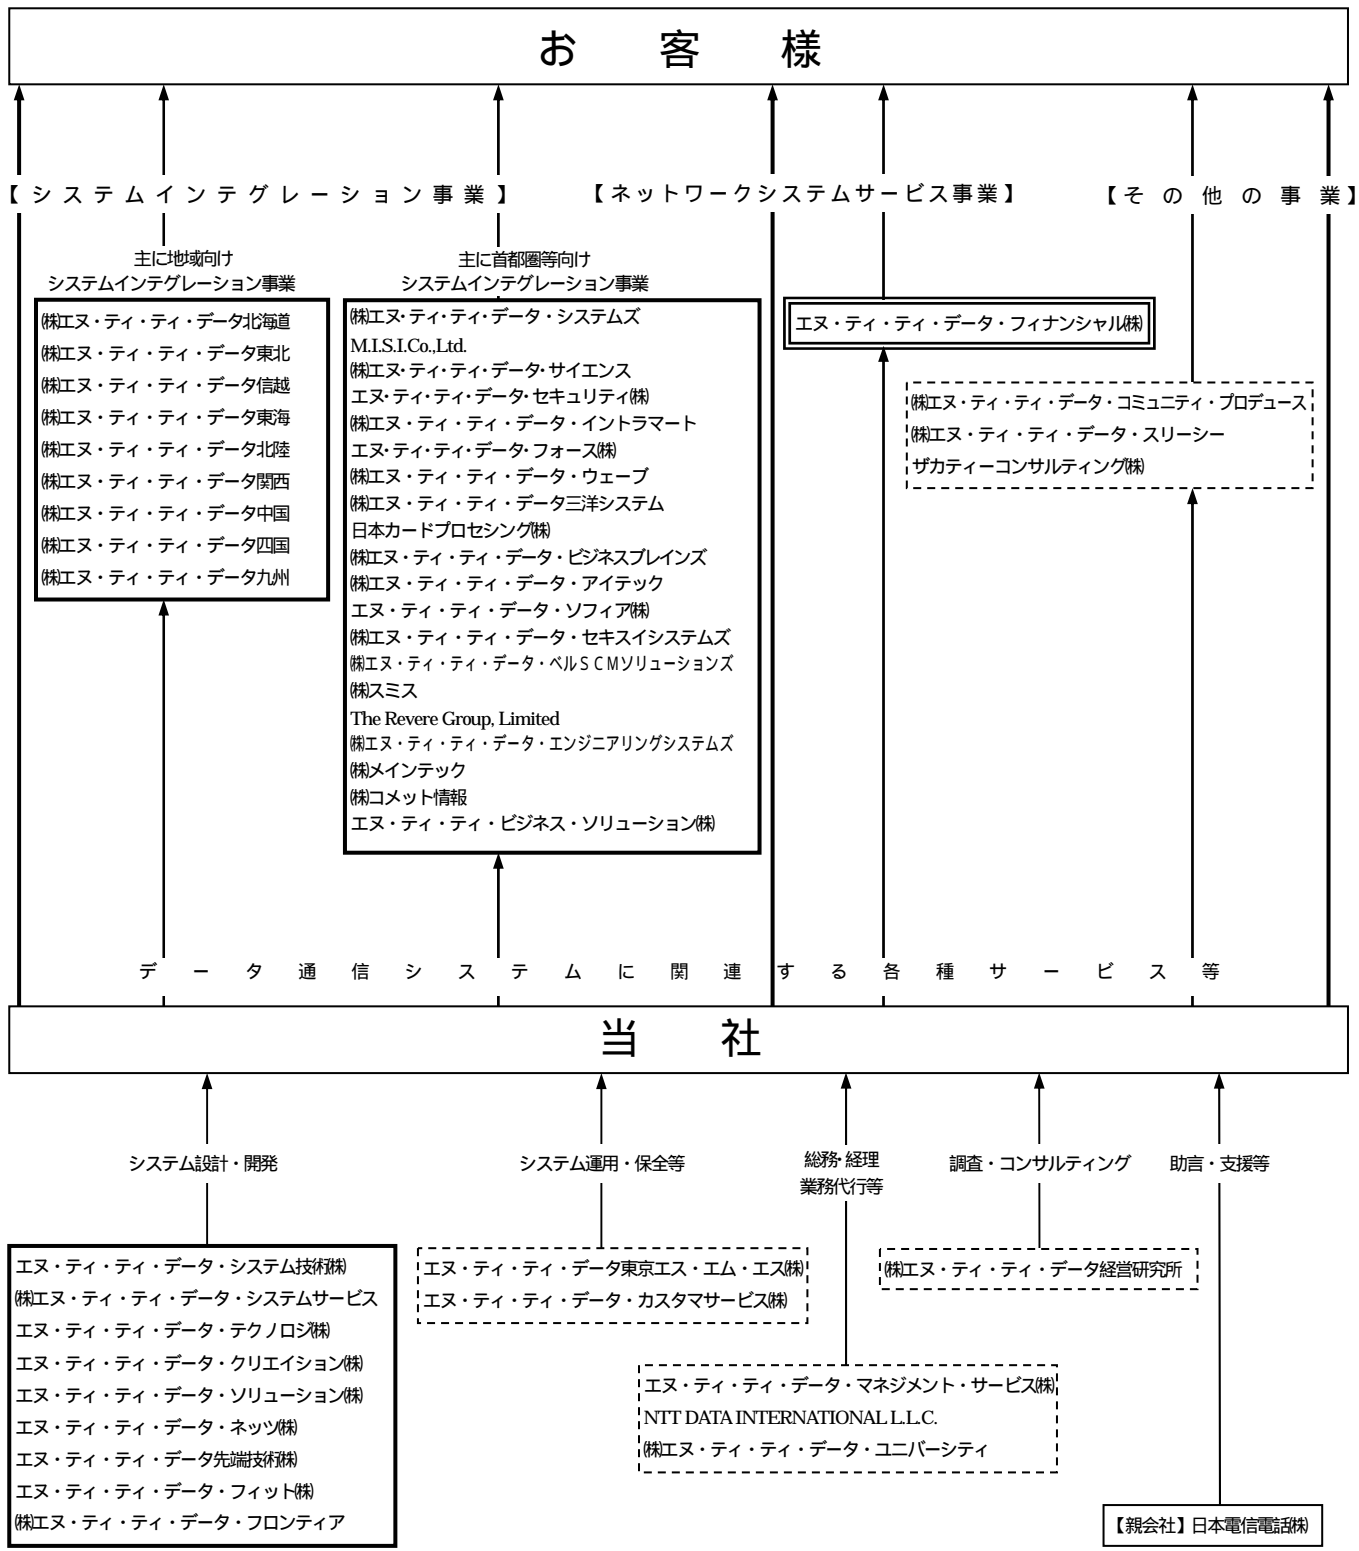 お客様
【システムインテグレーション事業】
【ネットワークシステムサービス事業】
【その他の事業】
主に地域向け
システムインテグレーション事業
㈱エヌ・ティ・ティ・データ北海道
㈱エヌ・ティ・ティ・データ東北
㈱エヌ・ティ・ティ・データ信越
㈱エヌ・ティ・ティ・データ東海
㈱エヌ・ティ・ティ・データ北陸
㈱エヌ・ティ・ティ・データ関西
㈱エヌ・ティ・ティ・データ中国
㈱エヌ・ティ・ティ・データ四国
㈱エヌ・ティ・ティ・データ九州
主に首都圏等向け
システムインテグレーション事業
㈱エヌ・ティ・ティ・データ・システムズ
M.I.S.I.Co.,Ltd.
㈱エヌ・ティ・ティ・データ・サイエンス
エヌ・ティ・ティ・データ・セキュリティ㈱
㈱エヌ・ティ・ティ・データ・イントラマート
エヌ・ティ・ティ・データ・フォース㈱
㈱エヌ・ティ・ティ・データ・ウェーブ
㈱エヌ・ティ・ティ・データ三洋システム
日本カードプロセシング㈱
㈱エヌ・ティ・ティ・データ・ビジネスブレインズ
㈱エヌ・ティ・ティ・データ・アイテック
エヌ・ティ・ティ・データ・ソフィア㈱
㈱エヌ・ティ・ティ・データ・セキスイシステムズ
㈱エヌ・ティ・ティ・データ・ベルＳＣＭソリューションズ
㈱スミス
The Revere Group, Limited
㈱エヌ・ティ・ティ・データ・エンジニアリングシステムズ
㈱メインテック
㈱コメット情報
エヌ・ティ・ティ・ビジネス・ソリューション㈱
エヌ・ティ・ティ・データ・フィナンシャル㈱
㈱エヌ・ティ・ティ・データ・コミュニティ・プロデュース
㈱エヌ・ティ・ティ・データ・スリーシー
ザカティーコンサルティング㈱
データ通信システムに関連する各種サービス等
当社
システム設計・開発
エヌ・ティ・ティ・データ・システム技術㈱
㈱エヌ・ティ・ティ・データ・システムサービス
エヌ・ティ・ティ・データ・テクノロジ㈱
エヌ・ティ・ティ・データ・クリエイション㈱
エヌ・ティ・ティ・データ・ソリューション㈱
エヌ・ティ・ティ・データ・ネッツ㈱
エヌ・ティ・ティ・データ先端技術㈱
エヌ・ティ・ティ・データ・フィット㈱
㈱エヌ・ティ・ティ・データ・フロンティア
システム運用・保全等
エヌ・ティ・ティ・データ東京エス・エム・エス㈱
エヌ・ティ・ティ・データ・カスタマサービス㈱
総務・経理
業務代行等
エヌ・ティ・ティ・データ・マネジメント・サービス㈱
NTT DATA INTERNATIONAL L.L.C.
㈱エヌ・ティ・ティ・データ・ユニバーシティ
調査・コンサルティング
㈱エヌ・ティ・ティ・データ経営研究所
助言・支援等
【親会社】日本電信電話㈱